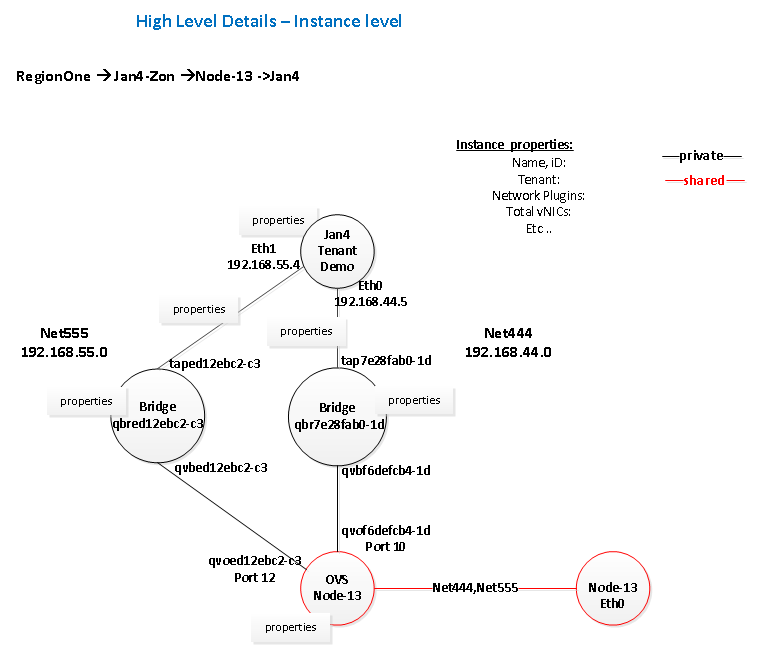 High Level Details – Instance level
RegionOne → Jan4-Zon → Node-13 ->Jan4
Instance properties:
Name, iD:
Tenant:
Network Plugins:
Total vNICs:
Etc ..
private
shared
properties
Jan4
Tenant
Demo
Eth1
192.168.55.4
Eth0
192.168.44.5
properties
properties
Net555
192.168.55.0
Net444
192.168.44.0
taped12ebc2-c3
tap7e28fab0-1d
properties
Bridge
qbred12ebc2-c3
Bridge
qbr7e28fab0-1d
properties
qvbed12ebc2-c3
qvbf6defcb4-1d
qvof6defcb4-1d
Port 10
qvoed12ebc2-c3
Port 12
OVS
Node-13
Net444,Net555
Node-13
Eth0
properties